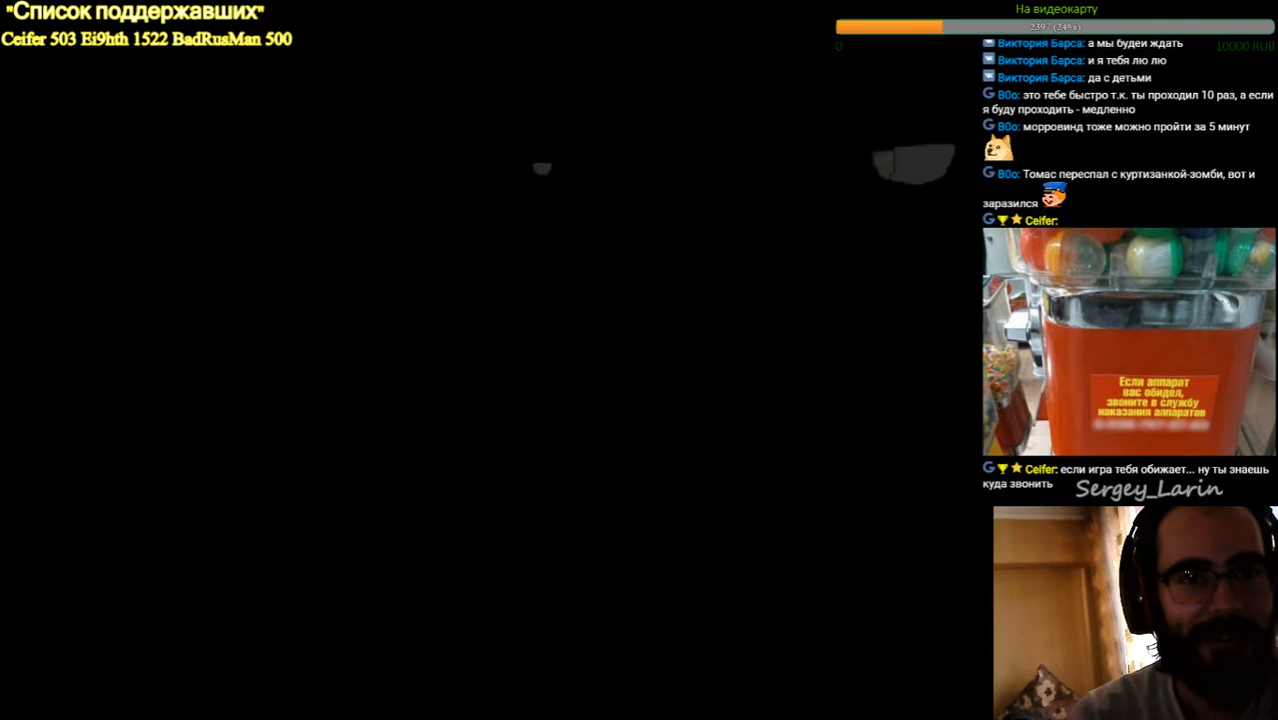 "Список поддержавших"
Ceifer 503 Ei9hth 1522 BadRusMan 500
На видеокарту
2397 (24%)
0
10000 RUB
Виктория Барса: а мы будеи ждать
Виктория Барса: и я тебя лю лю
Виктория Барса: да с детьми
B0o: это тебе быстро т.к. ты проходил 10 раз, а если
я буду проходить - медленно
B0o: морровинд тоже можно пройти за 5 минут
B0o: Томас переспал с куртизанкой-зомби, вот и
заразился
Ceifer:
Если аппарат
вас обидел,
звоните в службу
наказания аппаратов
Ceifer: если игра тебя обижает... ну ты знаешь
куда звонить
Sergey_Larin